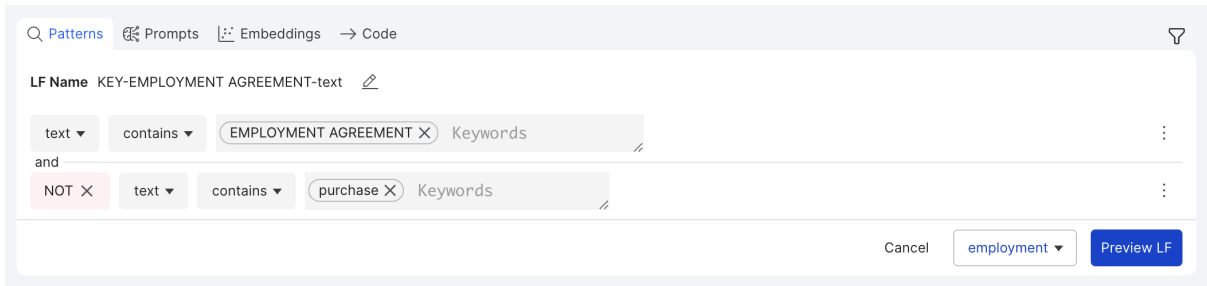 Patterns Prompts Embeddings Code
LF Name KEY-EMPLOYMENT AGREEMENT-text
text contains EMPLOYMENT AGREEMENT Keywords
and
NOT text contains purchase Keywords
Cancel employment Preview LF